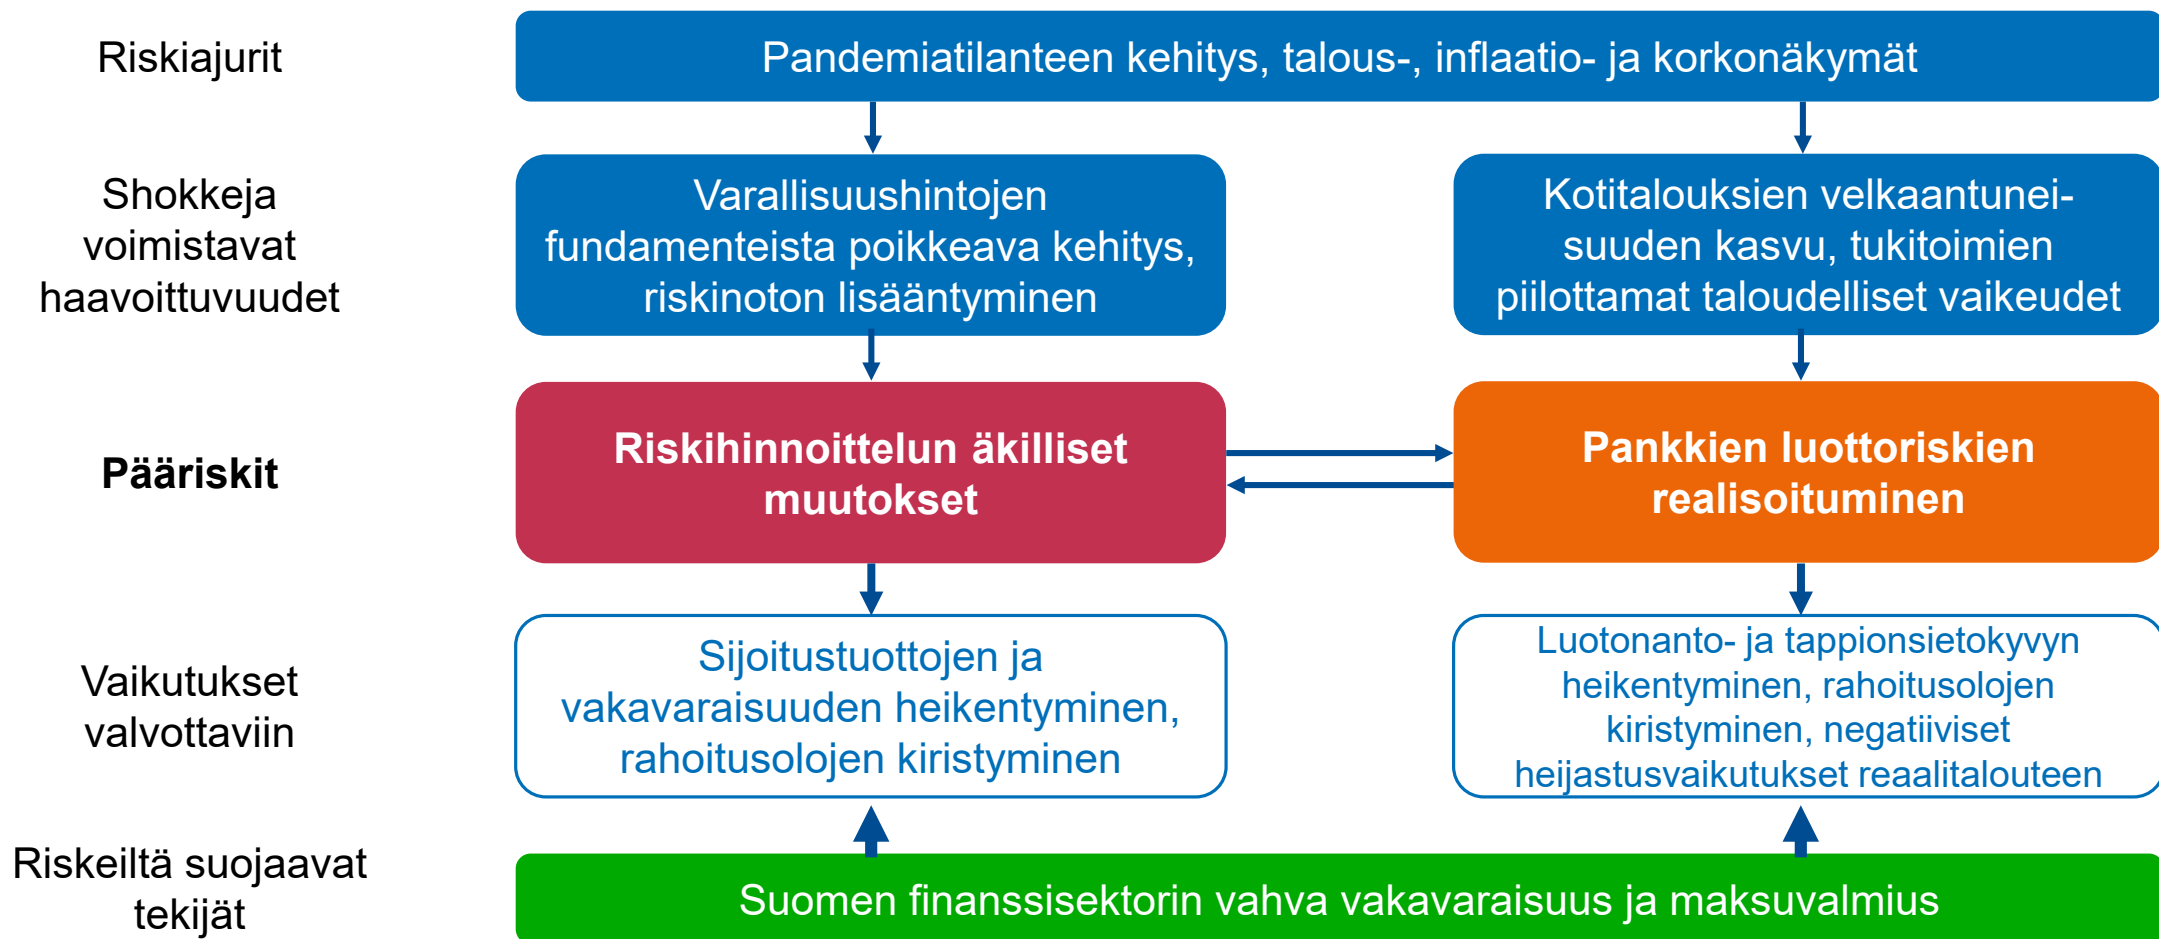 Riskiajurit
Pandemiatilanteen kehitys, talous-, inflaatio- ja korkonäkymät
Shokkeja
voimistavat
haavoittuvuudet
Varallisuushintojen
fundamenteista poikkeava kehitys,
riskinoton lisääntyminen
Kotitalouksien velkaantunei-
suuden kasvu, tukitoimien
piilottamat taloudelliset vaikeudet
Pääriskit
Riskihinnoittelun äkilliset
muutokset
Pankkien luottoriskien
realisoituminen
Vaikutukset
valvottaviin
Sijoitustuottojen ja
vakavaraisuuden heikentyminen,
rahoitusolojen kiristyminen
Luotonanto- ja tappionsietokyvyn
heikentyminen, rahoitusolojen
kiristyminen, negatiiviset
heijastusvaikutukset reaalitalouteen
Riskeiltä suojaavat
tekijät
Suomen finanssisektorin vahva vakavaraisuus ja maksuvalmius